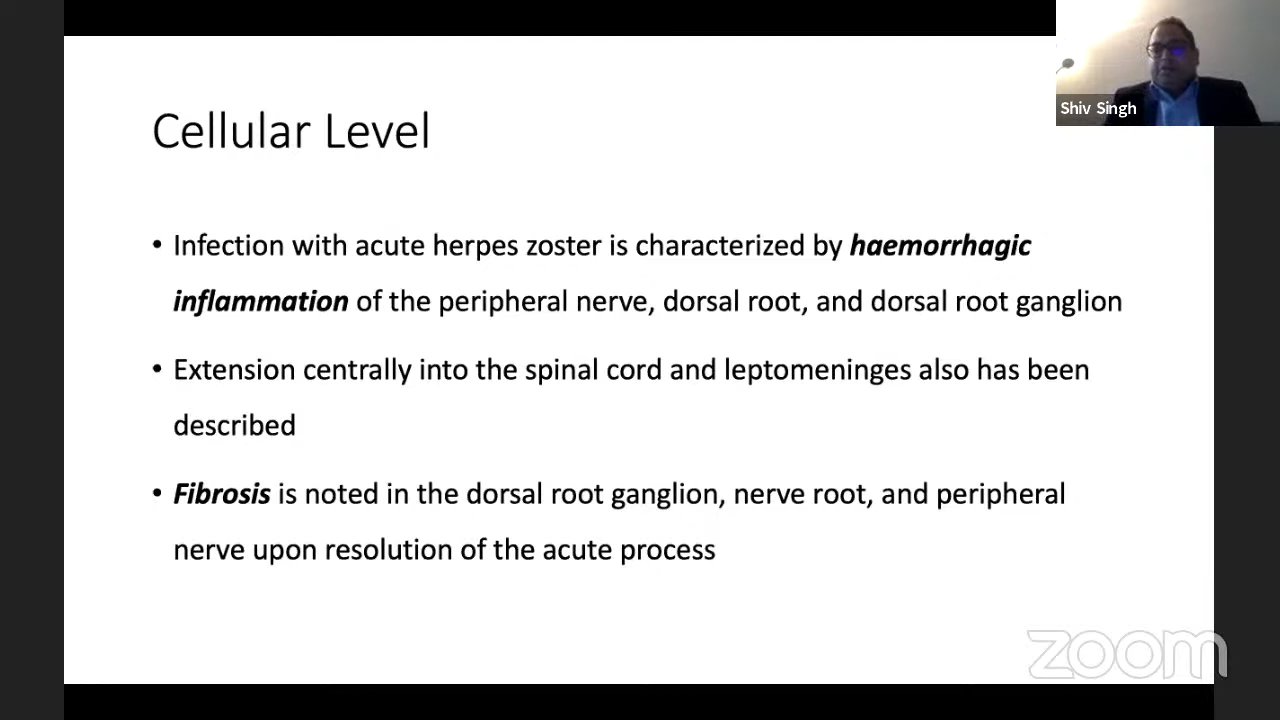 Shiv Singh
Cellular Level
• Infection with acute herpes zoster is characterized by haemorrhagic
inflammation of the peripheral nerve, dorsal root, and dorsal root ganglion
• Extension centrally into the spinal cord and leptomeninges also has been
described
• Fibrosis is noted in the dorsal root ganglion, nerve root, and peripheral
nerve upon resolution of the acute process
zoom